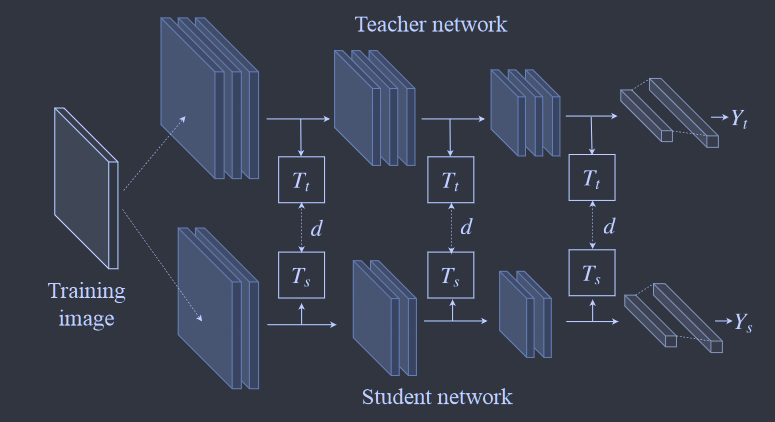 Teacher network
Y_t
T_t
T_t
T_t
d
d
d
T_s
T_s
T_s
Training
image
Y_s
Student network